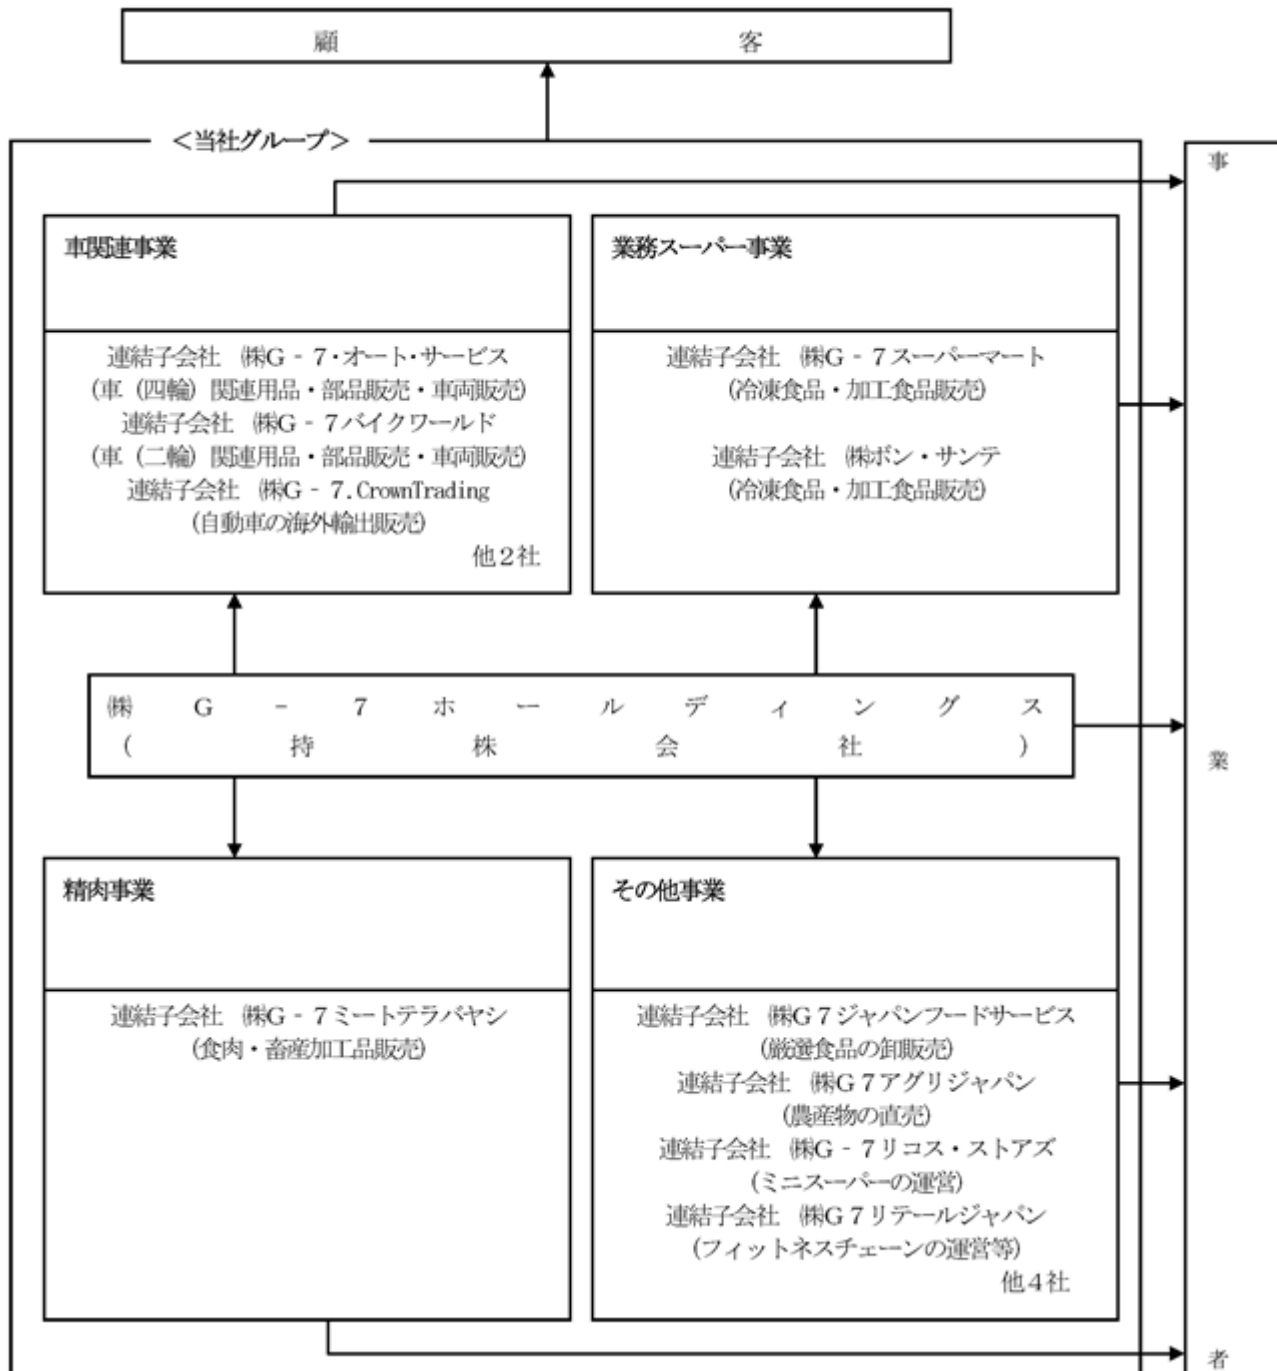 顧 客
＜当社グループ＞
車関連事業
連結子会社 ㈱G‐7・オート・サービス
(車（四輪）関連用品・部品販売・車両販売)
連結子会社 ㈱G‐7バイクワールド
(車（二輪）関連用品・部品販売・車両販売)
連結子会社 ㈱G‐7.CrownTrading
(自動車の海外輸出販売)
他２社
業務スーパー事業
連結子会社 ㈱G‐7スーパーマート
(冷凍食品・加工食品販売)
連結子会社 ㈱ボン・サンテ
(冷凍食品・加工食品販売)
㈱G－7ホールディングス
(持株会社)
精肉事業
連結子会社 ㈱G‐7ミートテラバヤシ
(食肉・畜産加工品販売)
その他事業
連結子会社 ㈱G7ジャパンフードサービス
(厳選食品の卸販売)
連結子会社 ㈱G7アグリジャパン
(農産物の直売)
連結子会社 ㈱G‐7リコス・ストアズ
(ミニスーパーの運営)
連結子会社 ㈱G7リテールジャパン
(フィットネスチェーンの運営等)
他４社
事
業
者